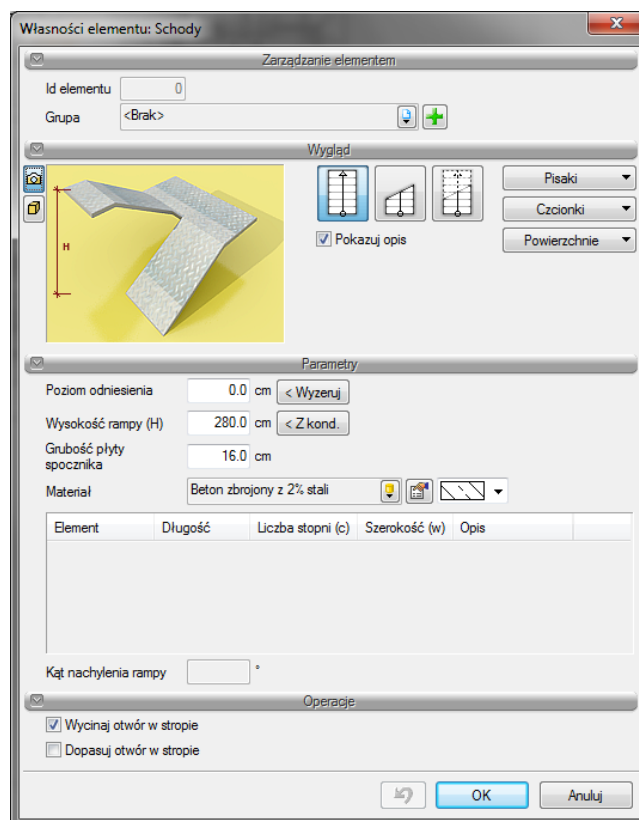 Własności elementu: Schody
Zarządzanie elementem
Id elementu 0
Grupa <Brak>
Wygląd
H
Pisaki
Czcionki
Pokazuj opis Powierzchnie
Parametry
Poziom odniesienia 0.0 cm < Wyzeruj
Wysokość rampy (H) 280.0 cm < Z kond.
Grubość płyty
spocznika 16.0 cm
Materiał Beton zbrojony z 2% stali
Element Długość Liczba stopni (c) Szerokość (w) Opis
Kąt nachylenia rampy °
Operacje
Wycinaj otwór w stropie
Dopasuj otwór w stropie
OK Anuluj